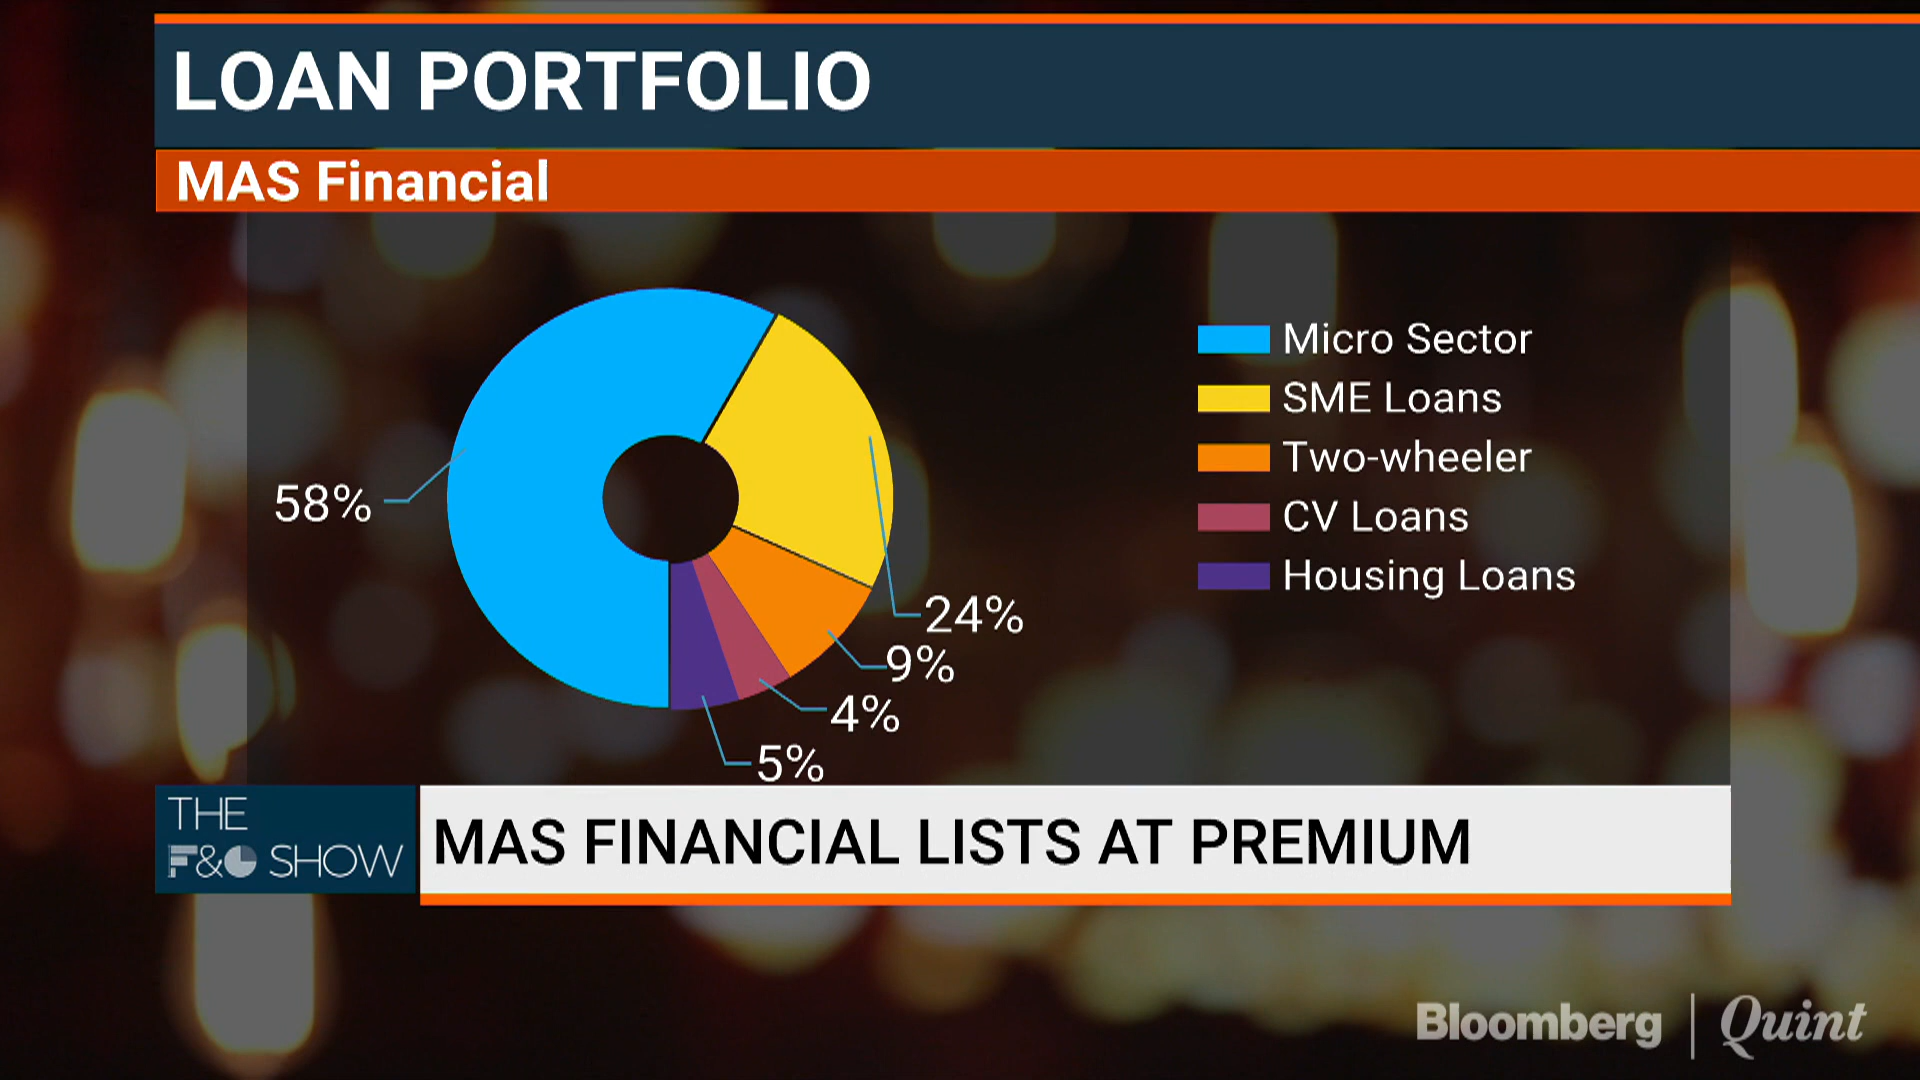 LOAN PORTFOLIO
MAS Financial
58%
24%
9%
4%
5%
Micro Sector
SME Loans
Two-wheeler
CV Loans
Housing Loans
THE
F&O SHOW
MAS FINANCIAL LISTS AT PREMIUM
Bloomberg | Quint